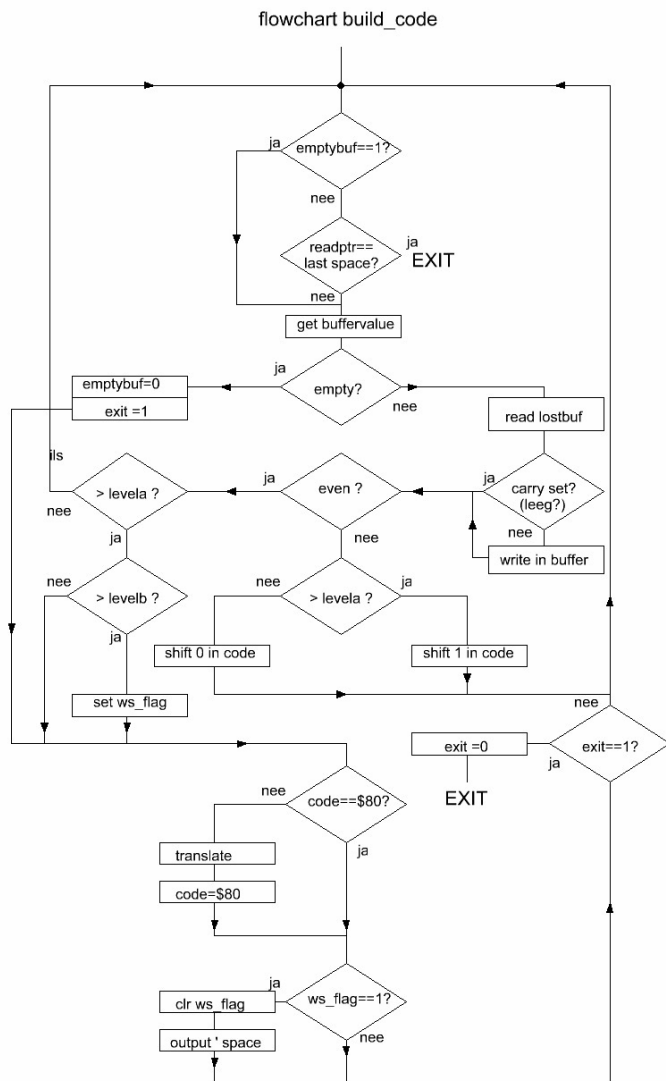 flowchart build_code
ja
emptybuf==1?
nee
readptr==
last space?
ja
EXIT
nee
get buffervalue
ja
emptybuf=0
exit =1
empty?
nee
read lostbuf
ils
> levela ?
nee
ja
ja
even ?
nee
ja
carry set?
(leeg?)
nee
write in buffer
nee
> levelb ?
ja
nee
> levela ?
ja
shift 0 in code
shift 1 in code
set ws_flag
nee
exit==1?
ja
exit =0
EXIT
nee
code==$80?
ja
translate
code=$80
ja
ws_flag==1?
nee
clr ws_flag
output ' space